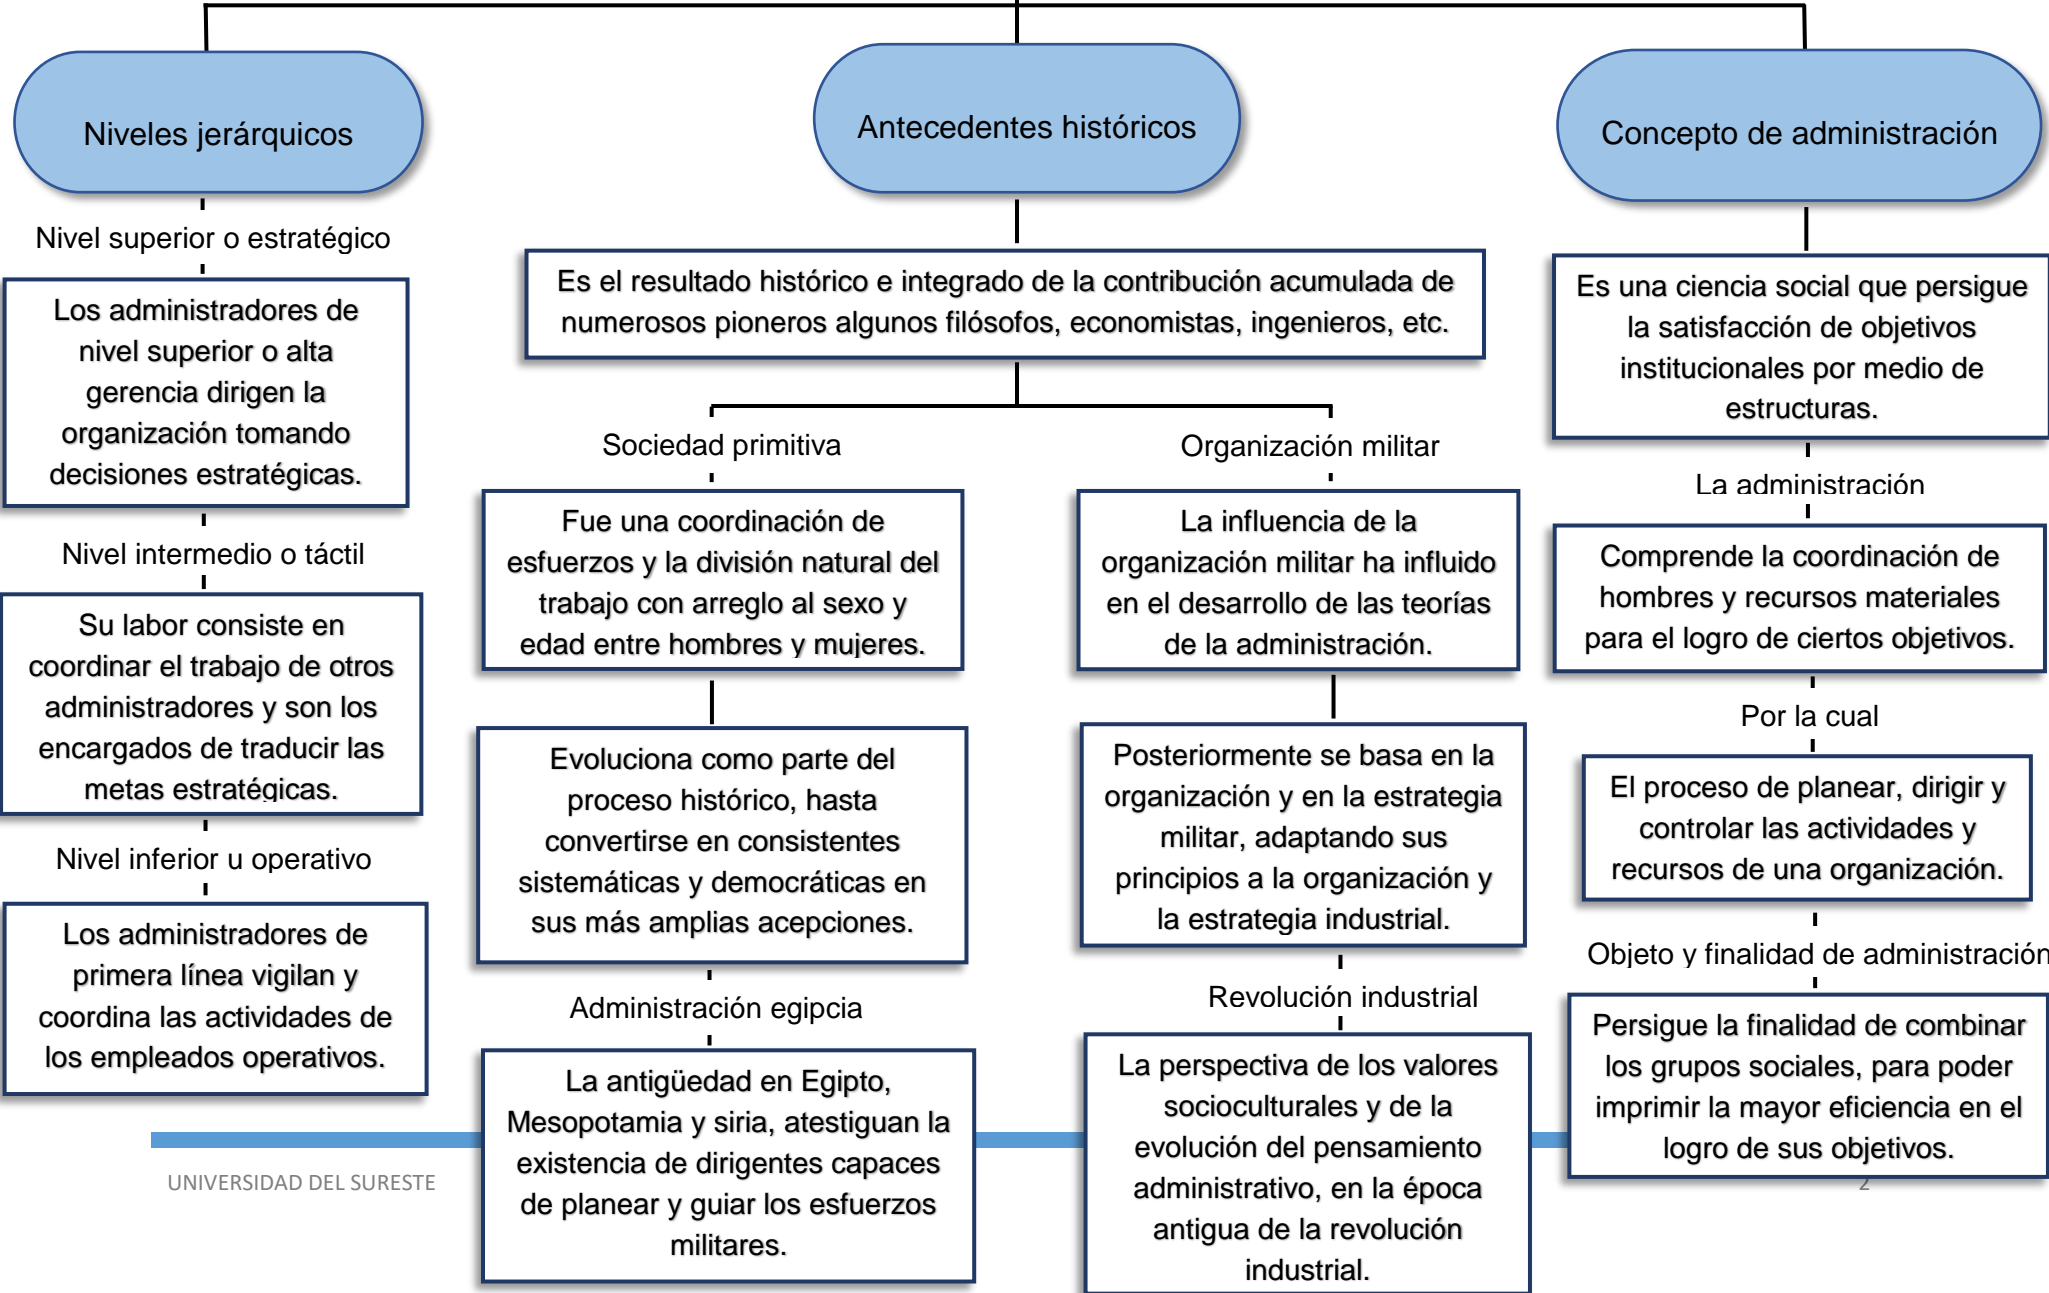 Niveles jerárquicos
Nivel superior o estratégico
Los administradores de
nivel superior o alta
gerencia dirigen la
organización tomando
decisiones estratégicas.
Nivel intermedio o táctil
Su labor consiste en
coordinar el trabajo de otros
administradores y son los
encargados de traducir las
metas estratégicas.
Nivel inferior u operativo
Los administradores de
primera línea vigilan y
coordina las actividades de
los empleados operativos.
Antecedentes históricos
Es el resultado histórico e integrado de la contribución acumulada de
numerosos pioneros algunos filósofos, economistas, ingenieros, etc.
Sociedad primitiva
Fue una coordinación de
esfuerzos y la división natural del
trabajo con arreglo al sexo y
edad entre hombres y mujeres.
Evoluciona como parte del
proceso histórico, hasta
convertirse en consistentes
sistemáticas y democráticas en
sus más amplias acepciones.
Administración egipcia
La antigüedad en Egipto,
Mesopotamia y siria, atestiguan la
existencia de dirigentes capaces
de planear y guiar los esfuerzos
militares.
Organización militar
La influencia de la
organización militar ha influido
en el desarrollo de las teorías
de la administración.
Posteriormente se basa en la
organización y en la estrategia
militar, adaptando sus
principios a la organización y
la estrategia industrial.
Revolución industrial
La perspectiva de los valores
socioculturales y de la
evolución del pensamiento
administrativo, en la época
antigua de la revolución
industrial.
Concepto de administración
Es una ciencia social que persigue
la satisfacción de objetivos
institucionales por medio de
estructuras.
La administración
Comprende la coordinación de
hombres y recursos materiales
para el logro de ciertos objetivos.
Por la cual
El proceso de planear, dirigir y
controlar las actividades y
recursos de una organización.
Objeto y finalidad de administración
Persigue la finalidad de combinar
los grupos sociales, para poder
imprimir la mayor eficiencia en el
logro de sus objetivos.
UNIVERSIDAD DEL SURESTE
2